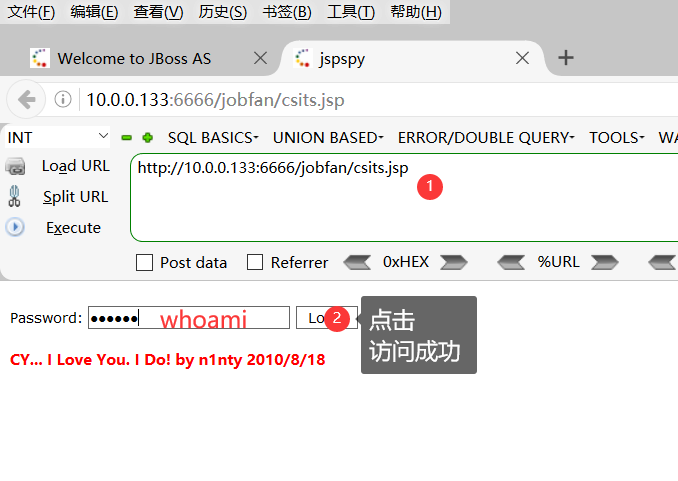 文件(F) 编辑(E) 查看(V) 历史(S) 书签(B) 工具(T) 帮助(H)
Welcome to JBoss AS
jspspy
10.0.0.133:6666/jobfan/csits.jsp
INT SQL BASICS UNION BASED ERROR/DOUBLE QUERY TOOLS WA
Load URL http://10.0.0.133:6666/jobfan/csits.jsp 1
Split URL
Execute
Post data Referrer 0xHEX %URL
Password: whoami Lo 2 点击
访问成功
CY... I Love You. I Do! by n1nty 2010/8/18